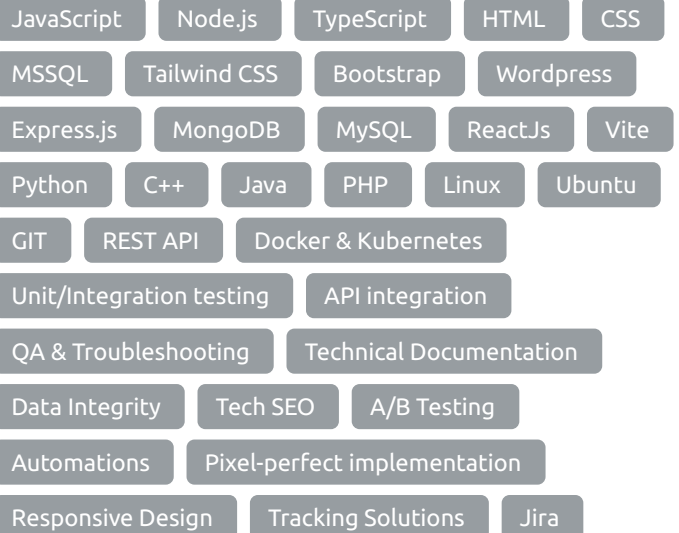 JavaScript Node.js TypeScript HTML CSS
MSSQL Tailwind CSS Bootstrap Wordpress
Express.js MongoDB MySQL ReactJs Vite
Python C++ Java PHP Linux Ubuntu
GIT REST API Docker & Kubernetes
Unit/Integration testing API integration
QA & Troubleshooting Technical Documentation
Data Integrity Tech SEO A/B Testing
Automations Pixel-perfect implementation
Responsive Design Tracking Solutions Jira